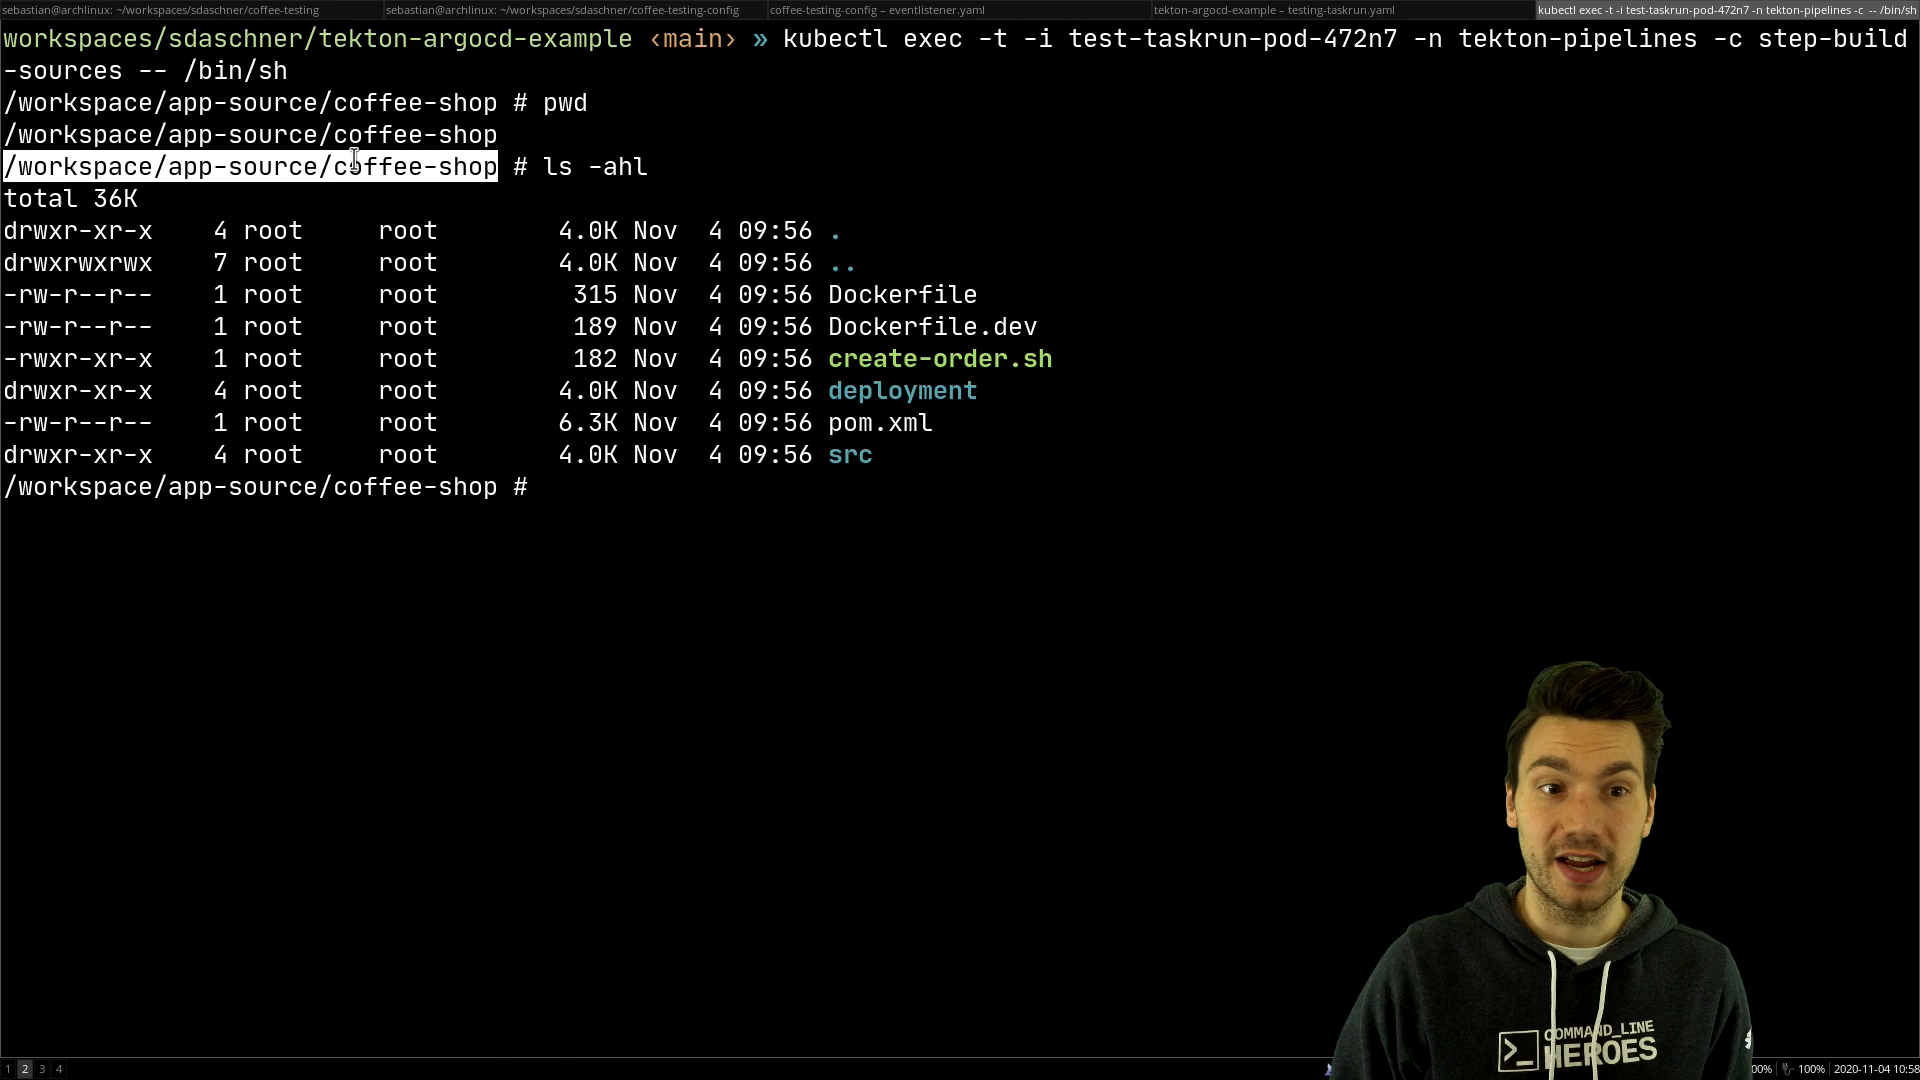 sebastian@archlinux: ~/workspaces/sdaschner/coffee-testing
sebastian@archlinux: ~/workspaces/sdaschner/coffee-testing-config
coffee-testing-config – eventlistener.yaml
tekton-argocd-example – testing-taskrun.yaml
kubectl exec -t -i test-taskrun-pod-472n7 -n tekton-pipelines -c  -- /bin/sh
workspaces/sdaschner/tekton-argocd-example ‹main› » kubectl exec -t -i test-taskrun-pod-472n7 -n tekton-pipelines -c step-build
-sources -- /bin/sh
/workspace/app-source/coffee-shop # pwd
/workspace/app-source/coffee-shop
/workspace/app-source/coffee-shop # ls -ahl
total 36K
drwxr-xr-x    4 root     root        4.0K Nov  4 09:56 .
drwxrwxrwx    7 root     root        4.0K Nov  4 09:56 ..
-rw-r--r--    1 root     root         315 Nov  4 09:56 Dockerfile
-rw-r--r--    1 root     root         189 Nov  4 09:56 Dockerfile.dev
-rwxr-xr-x    1 root     root         182 Nov  4 09:56 create-order.sh
drwxr-xr-x    4 root     root        4.0K Nov  4 09:56 deployment
-rw-r--r--    1 root     root        6.3K Nov  4 09:56 pom.xml
drwxr-xr-x    4 root     root        4.0K Nov  4 09:56 src
/workspace/app-source/coffee-shop #
COMMAND_LINE
HEROES
1 2 3 4
00% 100% 2020-11-04 10:58